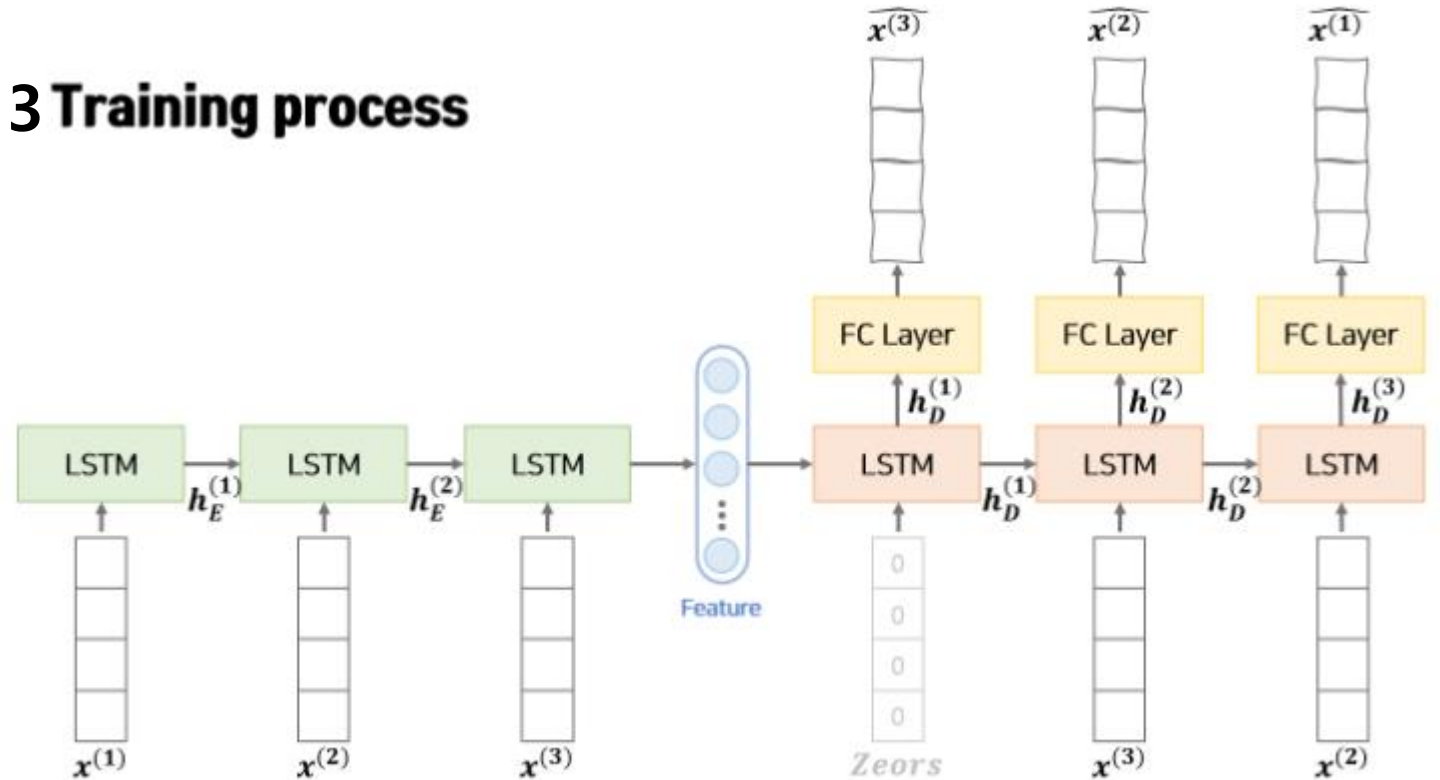 3 Training process
x̂^(3) x̂^(2) x̂^(1)
FC Layer FC Layer FC Layer
h_D^(1) h_D^(2) h_D^(3)
LSTM LSTM LSTM LSTM LSTM LSTM
h_E^(1) h_E^(2) h_D^(1) h_D^(2)
0
0
0
0
Feature
x^(1) x^(2) x^(3) Zeors x^(3) x^(2)